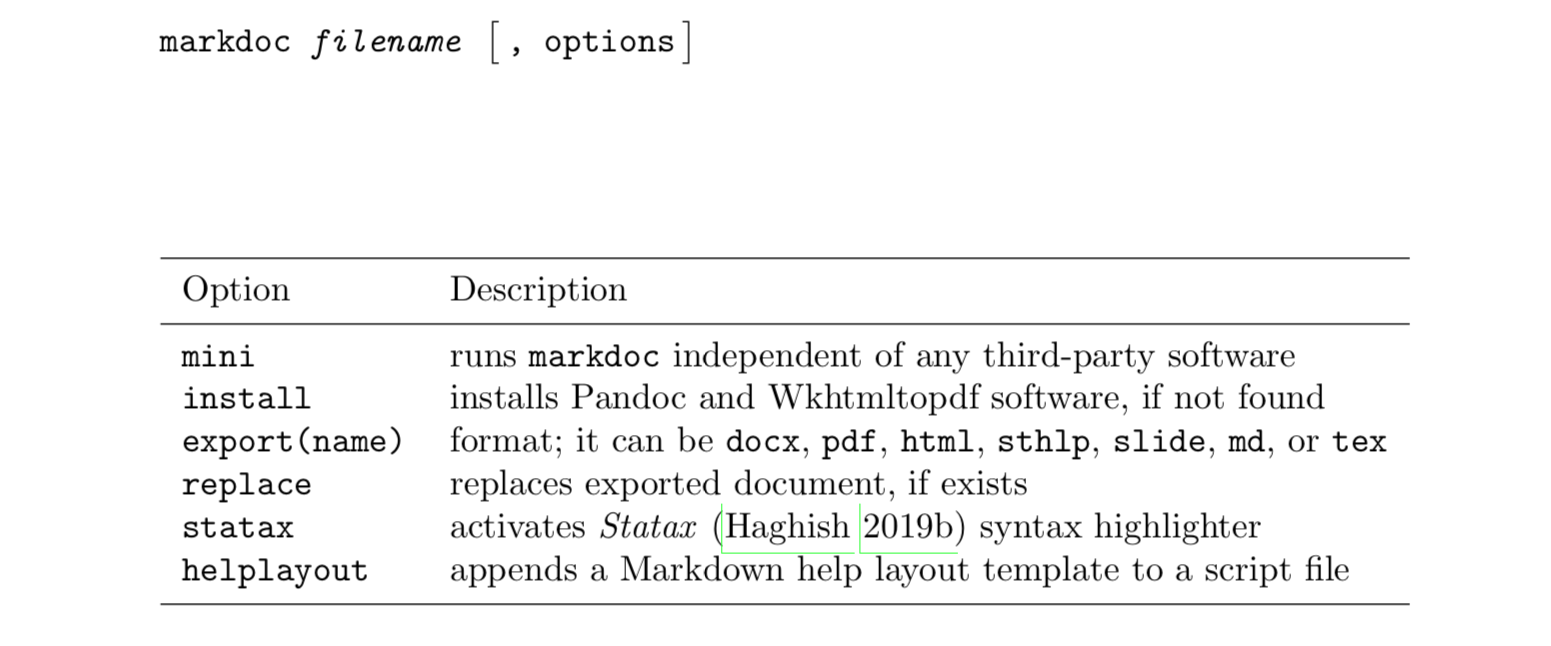 markdoc filename [, options]
Option Description
mini runs markdoc independent of any third-party software
install installs Pandoc and Wkhtmltopdf software, if not found
export(name) format; it can be docx, pdf, html, sthlp, slide, md, or tex
replace replaces exported document, if exists
statax activates Statax (Haghish 2019b) syntax highlighter
helplayout appends a Markdown help layout template to a script file